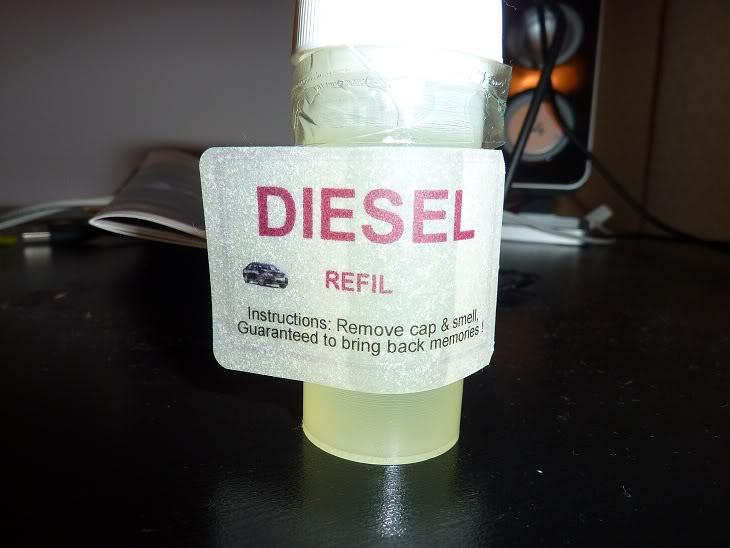 DIESEL
REFIL
Instructions: Remove cap & smell,
Guaranteed to bring back memories !